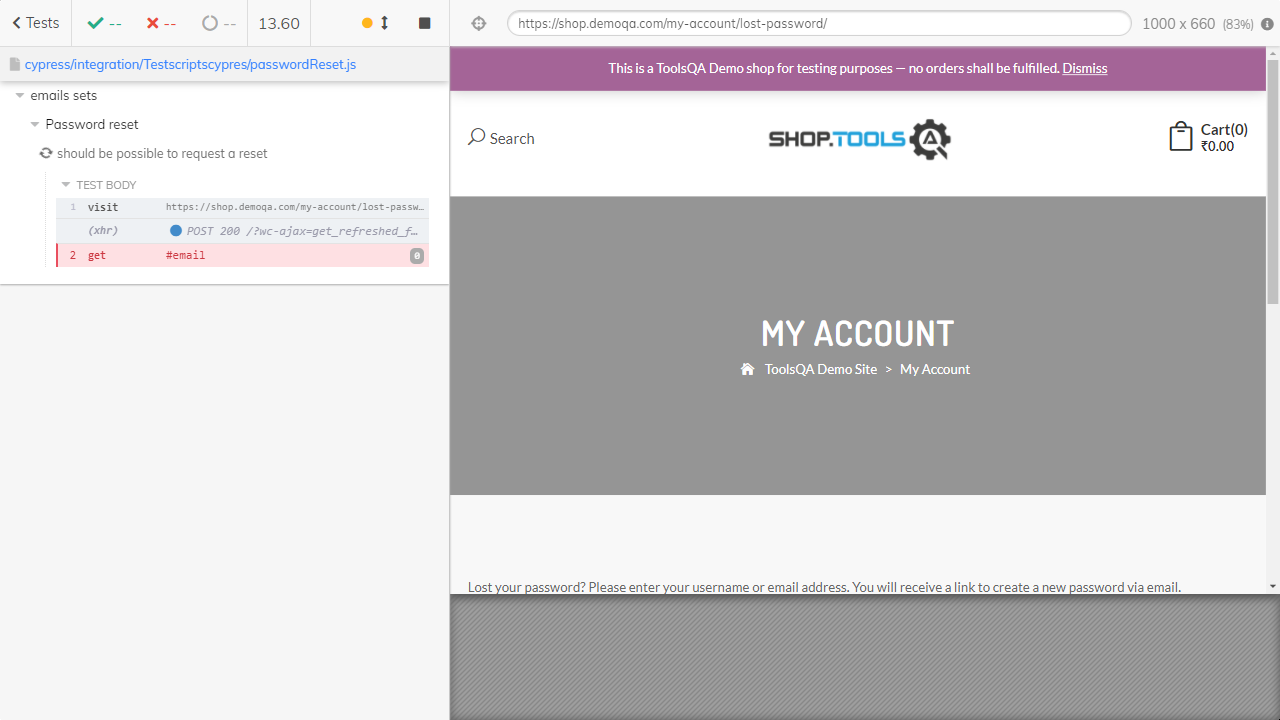 Tests -- -- -- 13.60
https://shop.demoqa.com/my-account/lost-password/ 1000 x 660 (83%)
cypress/integration/Testscriptscypres/passwordReset.js
This is a ToolsQA Demo shop for testing purposes — no orders shall be fulfilled. Dismiss
emails sets
Password reset
should be possible to request a reset
TEST BODY
1 visit https://shop.demoqa.com/my-account/lost-passw…
(xhr) POST 200 /?wc-ajax=get_refreshed_f…
2 get #email 0
Search
SHOP.TOOLS
Cart(0)
₹0.00
MY ACCOUNT
ToolsQA Demo Site > My Account
Lost your password? Please enter your username or email address. You will receive a link to create a new password via email.